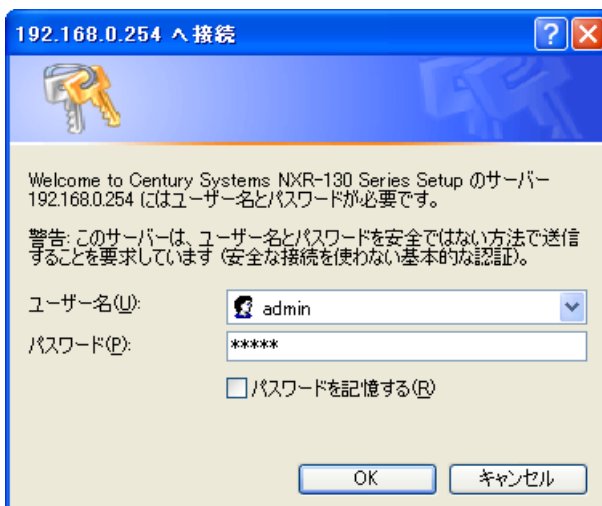 192.168.0.254 へ接続
Welcome to Century Systems NXR-130 Series Setup のサーバー
192.168.0.254 にはユーザー名とパスワードが必要です。
警告: このサーバーは、ユーザー名とパスワードを安全ではない方法で送信
することを要求しています (安全な接続を使わない基本的な認証)。
ユーザー名(U):
admin
パスワード(P):
*****
パスワードを記憶する(R)
OK
キャンセル